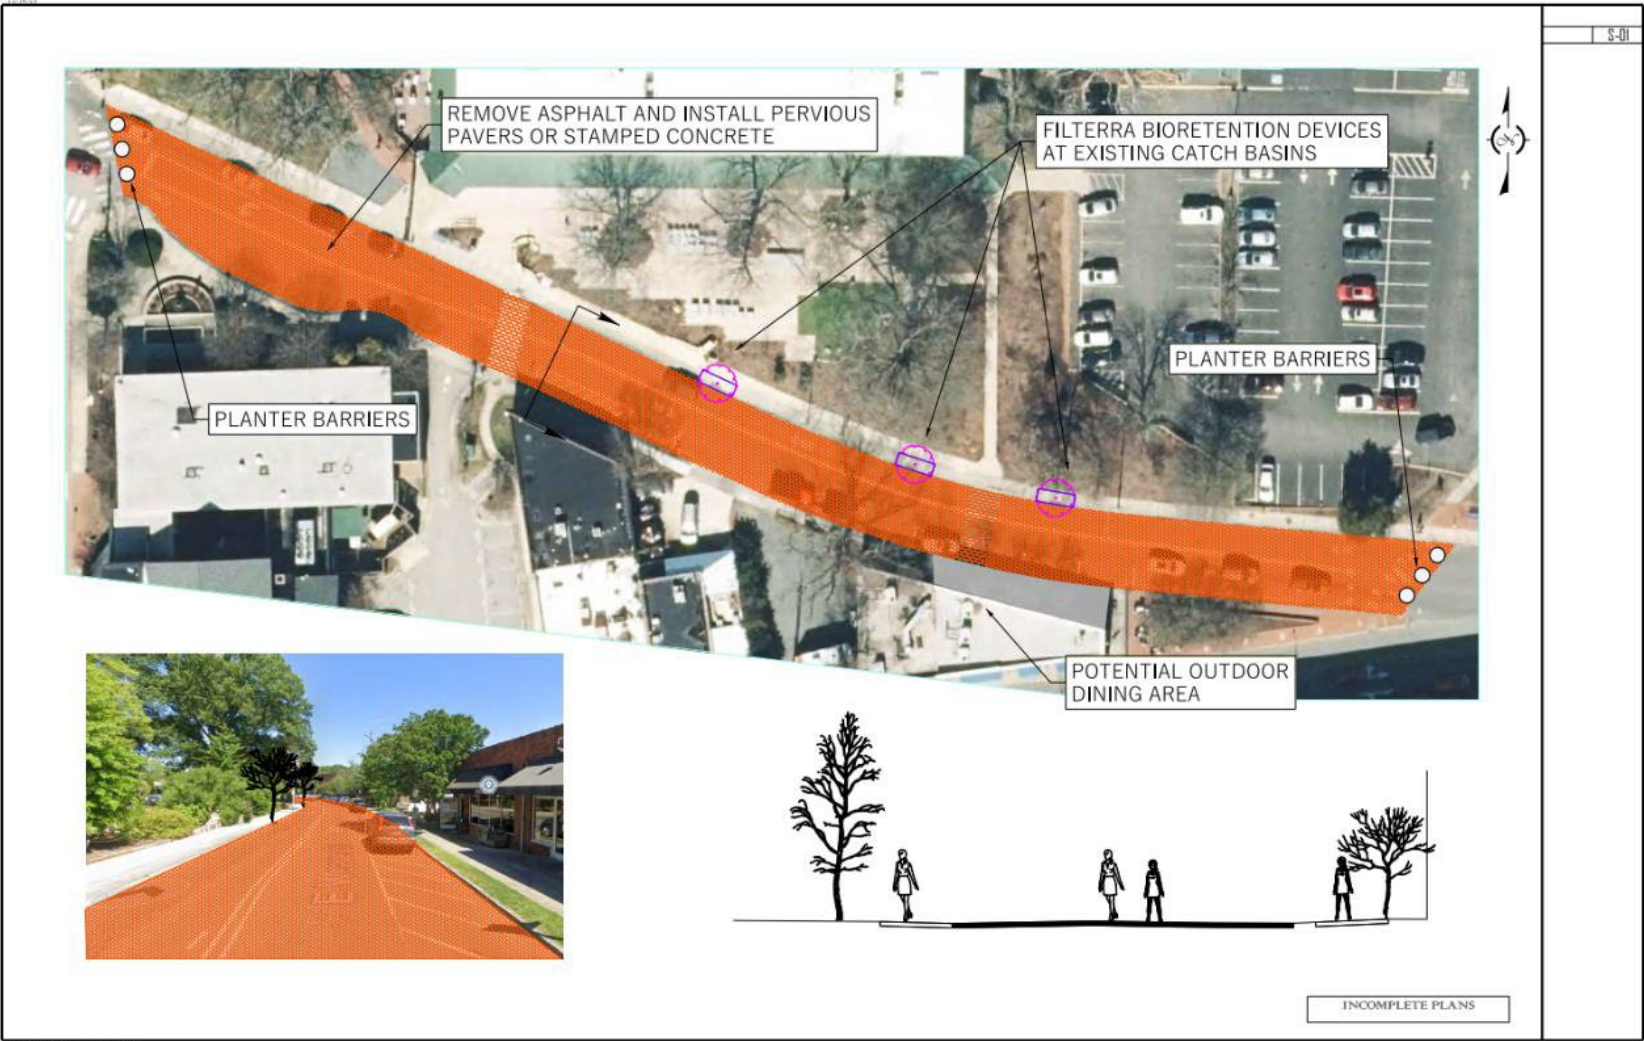 S-01
REMOVE ASPHALT AND INSTALL PERVIOUS
PAVERS OR STAMPED CONCRETE
FILTERRA BIORETENTION DEVICES
AT EXISTING CATCH BASINS
N
PLANTER BARRIERS
PLANTER BARRIERS
POTENTIAL OUTDOOR
DINING AREA
INCOMPLETE PLANS